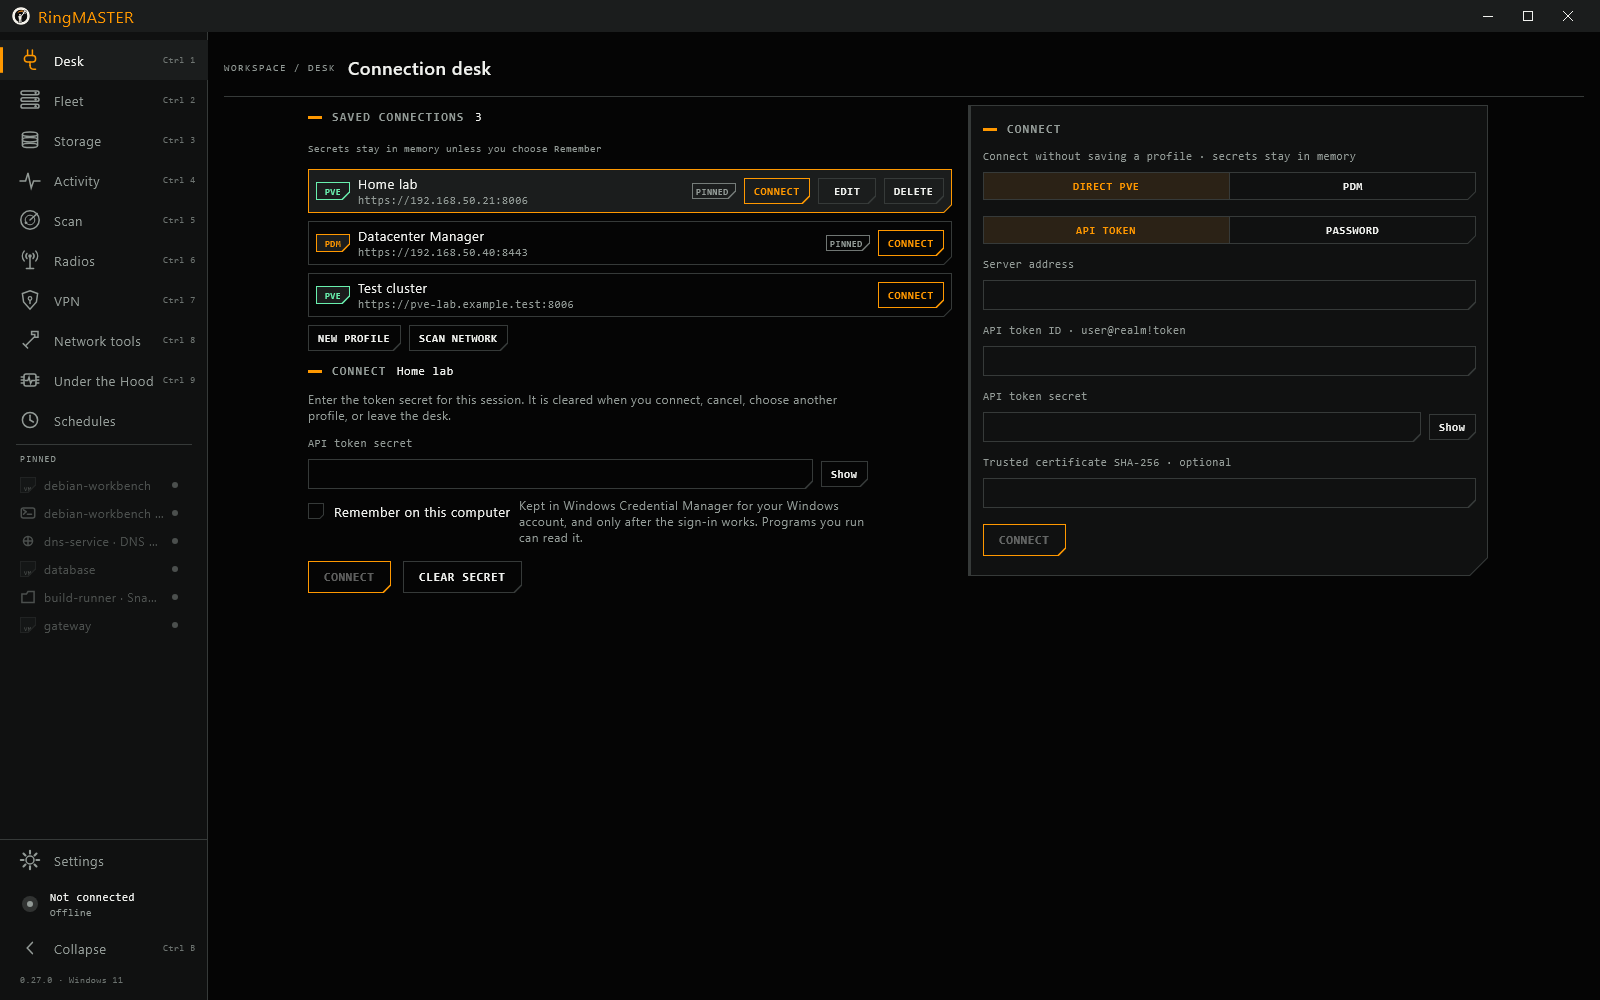 RingMASTER
Desk Ctrl 1
Fleet Ctrl 2
Storage Ctrl 3
Activity Ctrl 4
Scan Ctrl 5
Radios Ctrl 6
VPN Ctrl 7
Network tools Ctrl 8
Under the Hood Ctrl 9
Schedules
PINNED
debian-workbench
debian-workbench ...
dns-service · DNS ...
database
build-runner · Sna...
gateway
Settings
Not connected
Offline
Collapse Ctrl B
0.27.0 · Windows 11
WORKSPACE / DESK Connection desk
SAVED CONNECTIONS 3
Secrets stay in memory unless you choose Remember
PVE Home lab PINNED CONNECT EDIT DELETE
https://192.168.50.21:8006
PDM Datacenter Manager PINNED CONNECT
https://192.168.50.40:8443
PVE Test cluster CONNECT
https://pve-lab.example.test:8006
NEW PROFILE SCAN NETWORK
CONNECT Home lab
Enter the token secret for this session. It is cleared when you connect, cancel, choose another
profile, or leave the desk.
API token secret
Show
Remember on this computer
Kept in Windows Credential Manager for your Windows
account, and only after the sign-in works. Programs you run
can read it.
CONNECT CLEAR SECRET
CONNECT
Connect without saving a profile · secrets stay in memory
DIRECT PVE PDM
API TOKEN PASSWORD
Server address
API token ID · user@realm!token
API token secret
Show
Trusted certificate SHA-256 · optional
CONNECT